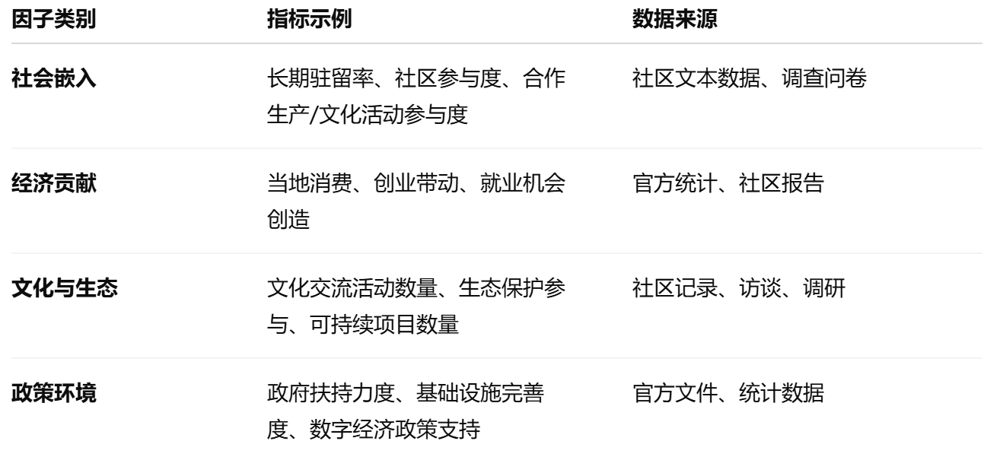 因子类别 指标示例 数据来源
社会嵌入 长期驻留率、社区参与度、合作 社区文本数据、调查问卷
生产/文化活动参与度
经济贡献 当地消费、创业带动、就业机会 官方统计、社区报告
创造
文化与生态 文化交流活动数量、生态保护参 社区记录、访谈、调研
与、可持续项目数量
政策环境 政府扶持力度、基础设施完善 官方文件、统计数据
度、数字经济政策支持